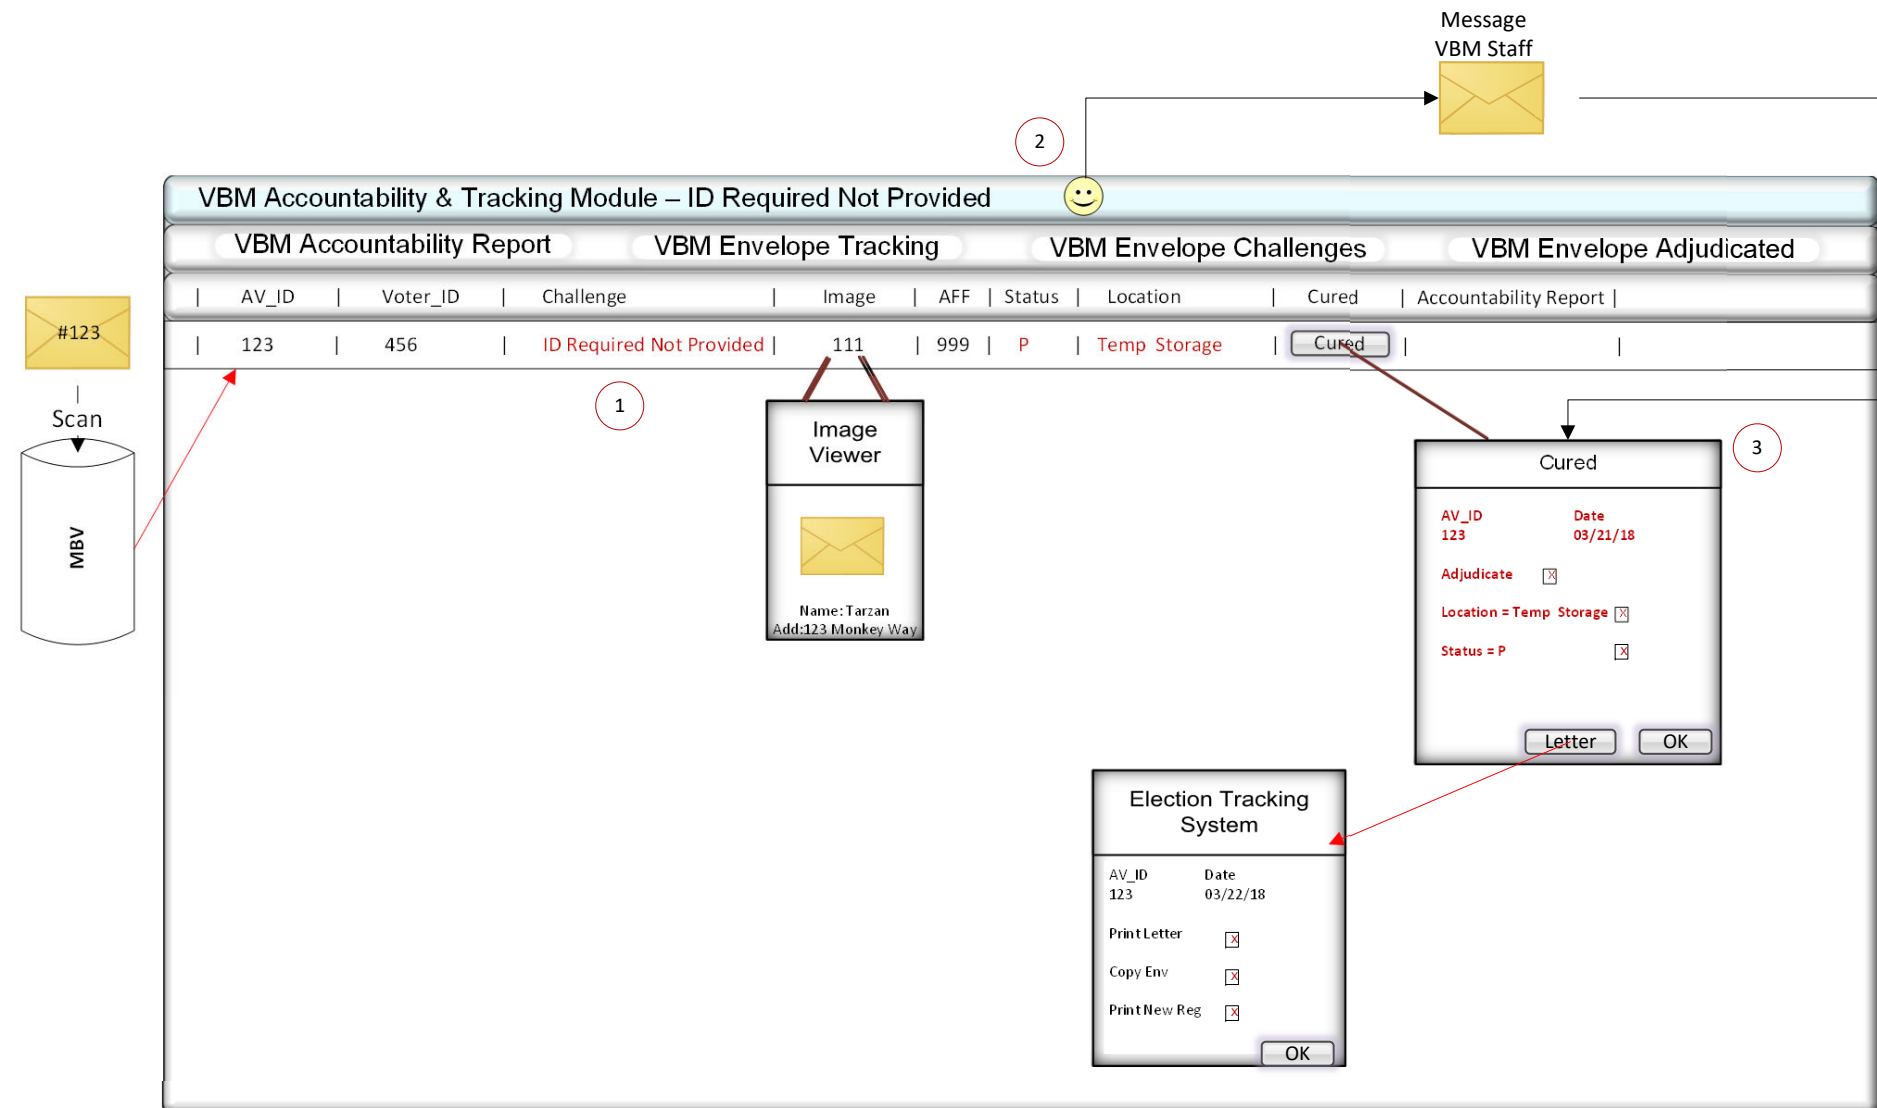 Message
VBM Staff
2
VBM Accountability & Tracking Module – ID Required Not Provided
VBM Accountability Report VBM Envelope Tracking VBM Envelope Challenges VBM Envelope Adjudicated
| AV_ID | Voter_ID | Challenge | Image | AFF | Status | Location | Cured | Accountability Report |
| 123 | 456 | ID Required Not Provided | 111 | 999 | P | Temp Storage | Cured | |
#123
Scan
MBV
1
Image
Viewer
Name: Tarzan
Add:123 Monkey Way
3
Cured
AV_ID Date
123 03/21/18
Adjudicate X
Location = Temp Storage X
Status = P X
Letter OK
Election Tracking
System
AV_ID Date
123 03/22/18
Print Letter X
Copy Env X
Print New Reg X
OK